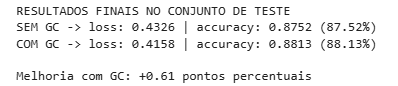 RESULTADOS FINAIS NO CONJUNTO DE TESTE
SEM GC -> loss: 0.4326 | accuracy: 0.8752 (87.52%)
COM GC -> loss: 0.4158 | accuracy: 0.8813 (88.13%)
Melhoria com GC: +0.61 pontos percentuais